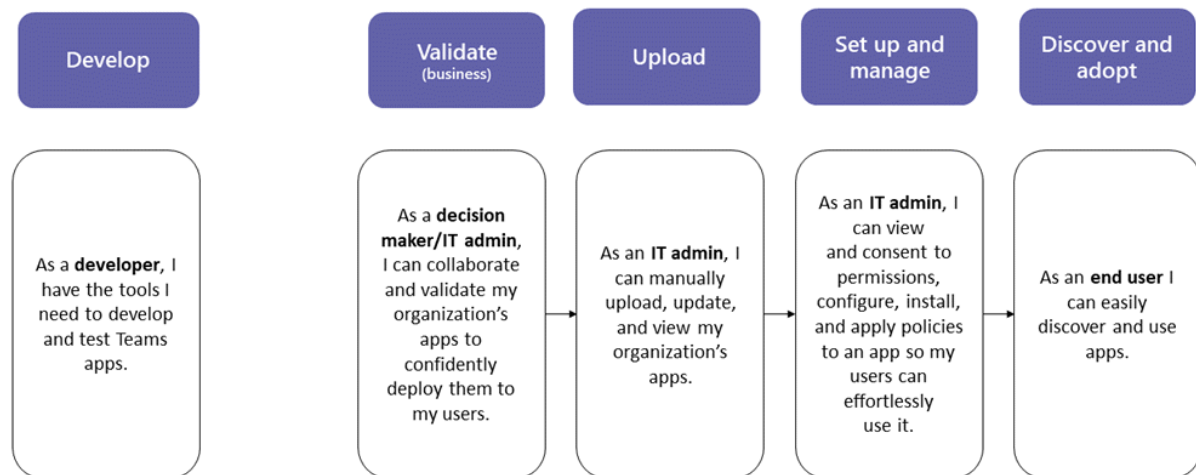 Develop
Validate
(business)
Upload
Set up and
manage
Discover and
adopt
As a developer, I
have the tools I
need to develop
and test Teams
apps.
As a decision
maker/IT admin,
I can collaborate
and validate my
organization's
apps to
confidently
deploy them to
my users.
As an IT admin, I
can manually
upload, update,
and view my
organization's
apps.
As an IT admin, I
can view
and consent to
permissions,
configure, install,
and apply policies
to an app so my
users can
effortlessly
use it.
As an end user I
can easily
discover and use
apps.